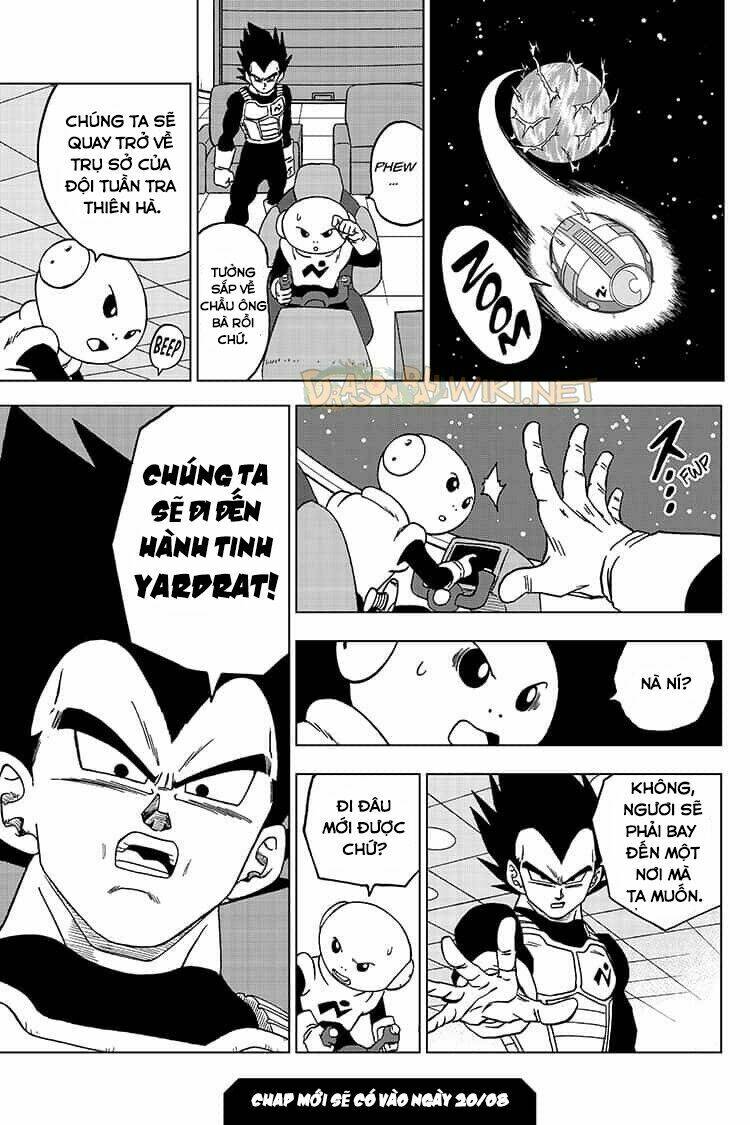 NOOM
PHEW
...
TƯỞNG
SẮP VỀ
CHẦU ÔNG
BÀ RỒI
CHỨ.
CHÚNG TA SẼ
QUAY TRỞ VỀ
TRỤ SỞ CỦA
ĐỘI TUẦN TRA
THIÊN HÀ.
BEEP
DRAGONBALLWIKI.NET
FWP
NÀ NÍ?
KHÔNG,
NGƯƠI SẼ
PHẢI BAY
ĐẾN MỘT
NƠI MÀ
TA MUỐN.
ĐI ĐÂU
MỚI ĐƯỢC
CHỨ?
CHÚNG TA
SẼ ĐI ĐẾN
HÀNH TINH
YARDRAT!
CHAP MỚI SẼ CÓ VÀO NGÀY 20/08